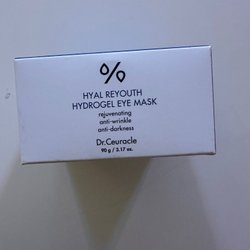 HYAL REYOUTH
HYDROGEL EYE MASK
rejuvenating
anti-wrinkle
anti-darkness
Dr.Ceuracle
90 g / 3.17 oz.